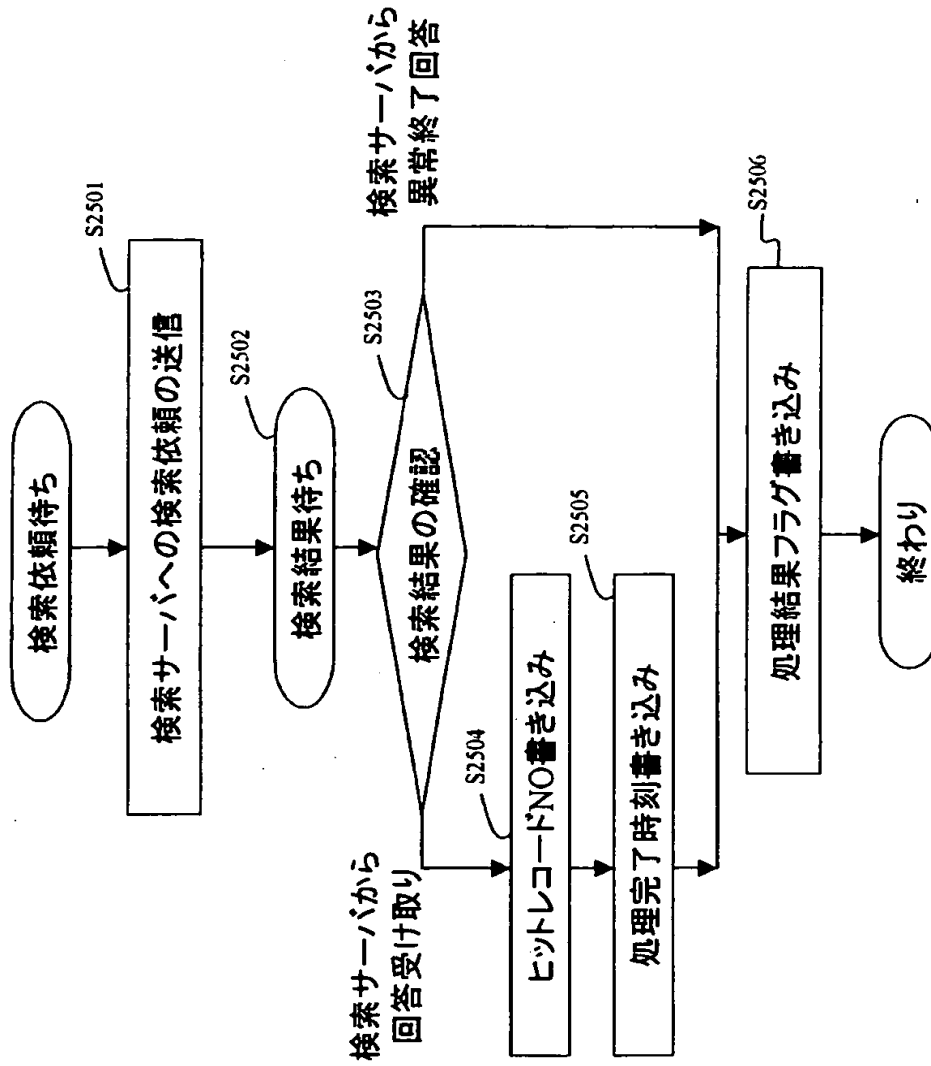 検索依頼待ち
S2501
検索サーバへの検索依頼の送信
S2502
検索結果待ち
S2503
検索結果の確認
検索サーバから
回答受け取り
検索サーバから
異常終了回答
S2504
ヒットレコードNO書き込み
S2505
処理完了時刻書き込み
S2506
処理結果フラグ書き込み
終わり